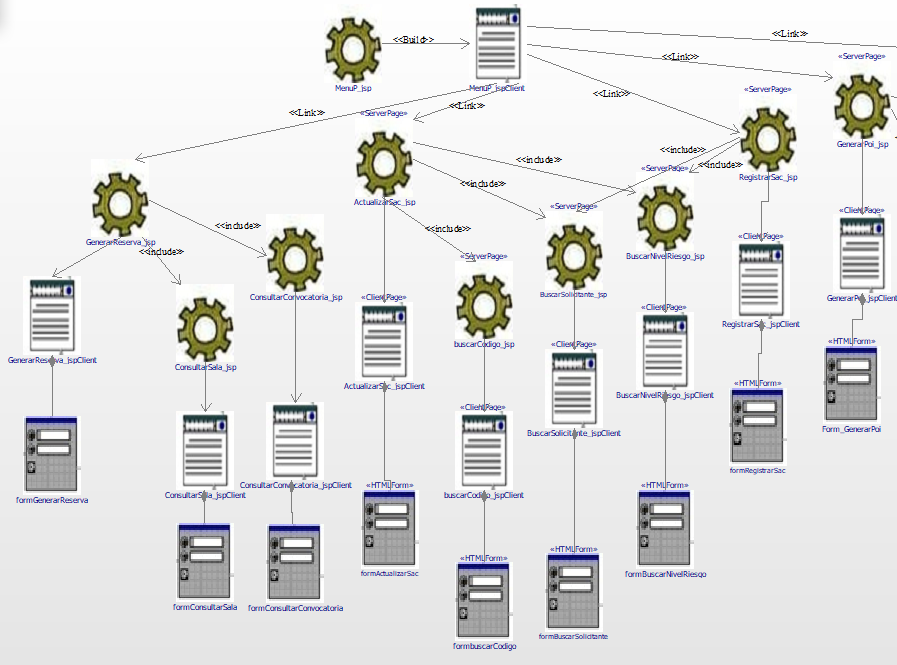 <<Link>>
<<Build>>
<<Link>>
«ServerPage»
MenuP_jsp
MenuP_jspClient
«ServerPage»
<<Link>>
<<Link>>
<<Link>>
«ServerPage»
GenerarPoi_jsp
<<include>>
<<include>>
<<include>>
«ServerPage»
RegistrarSac_jsp
<<include>>
ActualizarSac_jsp
«ServerPage»
«ClientPage»
<<include>>
<<include>>
«ClientPage»
GenerarReserva_jsp
<<include>>
«ServerPage»
BuscarNivelRiesgo_jsp
ConsultarConvocatoria_jsp
«ClientPage»
BuscarSolicitante_jsp
GenerarPoi_jspClient
«ClientPage»
RegistrarSac_jspClient
buscarCodigo_jsp
«ClientPage»
«HTMLForm»
GenerarReserva_jspClient
ConsultarSala_jsp
ActualizarSac_jspClient
«HTMLForm»
BuscarNivelRiesgo_jspClient
«ClientPage»
Form_GenerarPoi
BuscarSolicitante_jspClient
formRegistrarSac
ConsultarConvocatoria_jspClient
«HTMLForm»
«HTMLForm»
ConsultarSala_jspClient
buscarCodigo_jspClient
formGenerarReserva
«HTMLForm»
«HTMLForm»
formActualizarSac
formBuscarNivelRiesgo
formConsultarSala
formConsultarConvocatoria
formBuscarSolicitante
formbuscarCodigo